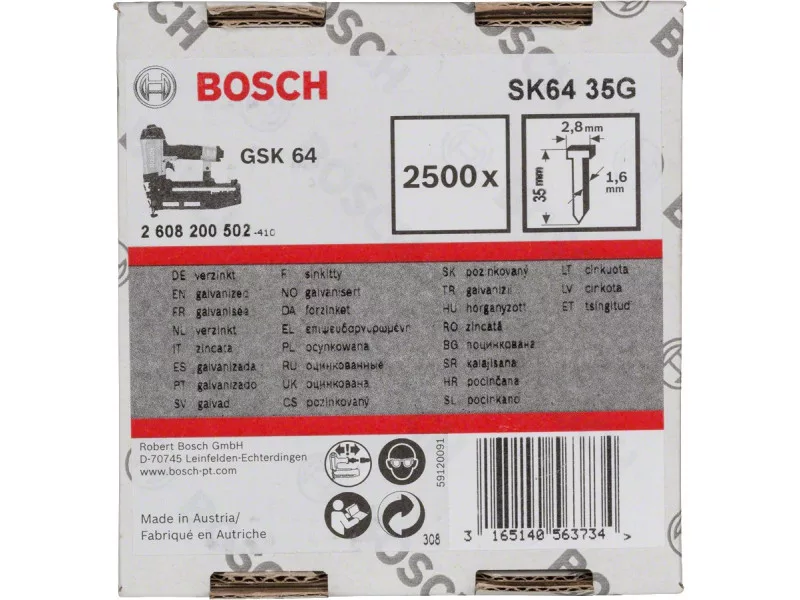 BOSCH
SK64 35G
GSK 64
2500 x
2,8mm
35 mm
1,6
mm
2 608 200 502-410
DE verzinkt
EN galvanized
FR galvanisée
NL verzinkt
IT zincata
ES galvanizada
PT galvanizado
SV galvad
FI sinkitty
NO galvanisert
DA forzinket
EL επιψευδαργυρωμένη
PL ocynkowana
RU оцинкованные
UK оцинкована
CS pozinkovaný
SK pozinkovaný
TR galvanizli
HU horganyzott
RO zincată
BG поцинкована
SR kalajisana
HR pocinčana
SL pocinkano
LT cinkuota
LV cinkota
ET tsingitud
Robert Bosch GmbH
D-70745 Leinfelden-Echterdingen
www.bosch-pt.com
Made in Austria/
Fabriqué en Autriche
59120091
308
3 165140 563734 >